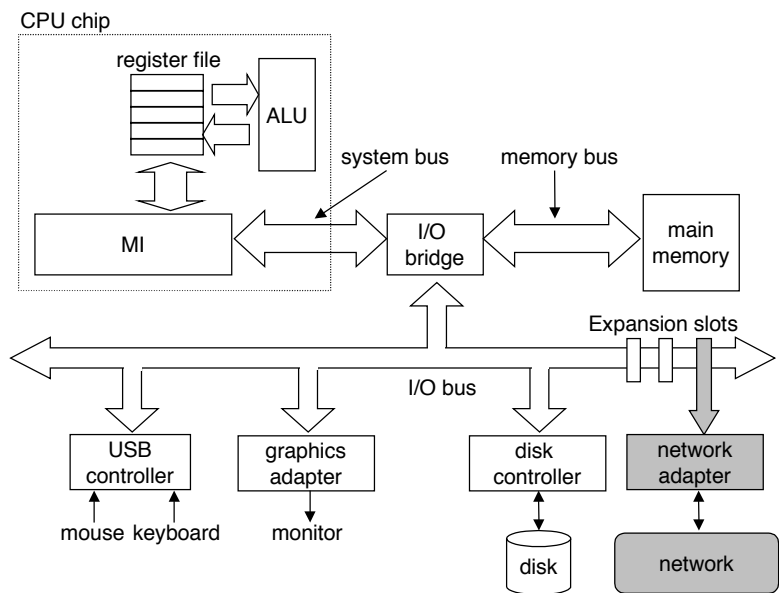 CPU chip
register file
ALU
system bus
memory bus
MI
I/O
bridge
main
memory
Expansion slots
I/O bus
USB
controller
graphics
adapter
disk
controller
network
adapter
mouse
keyboard
monitor
disk
network